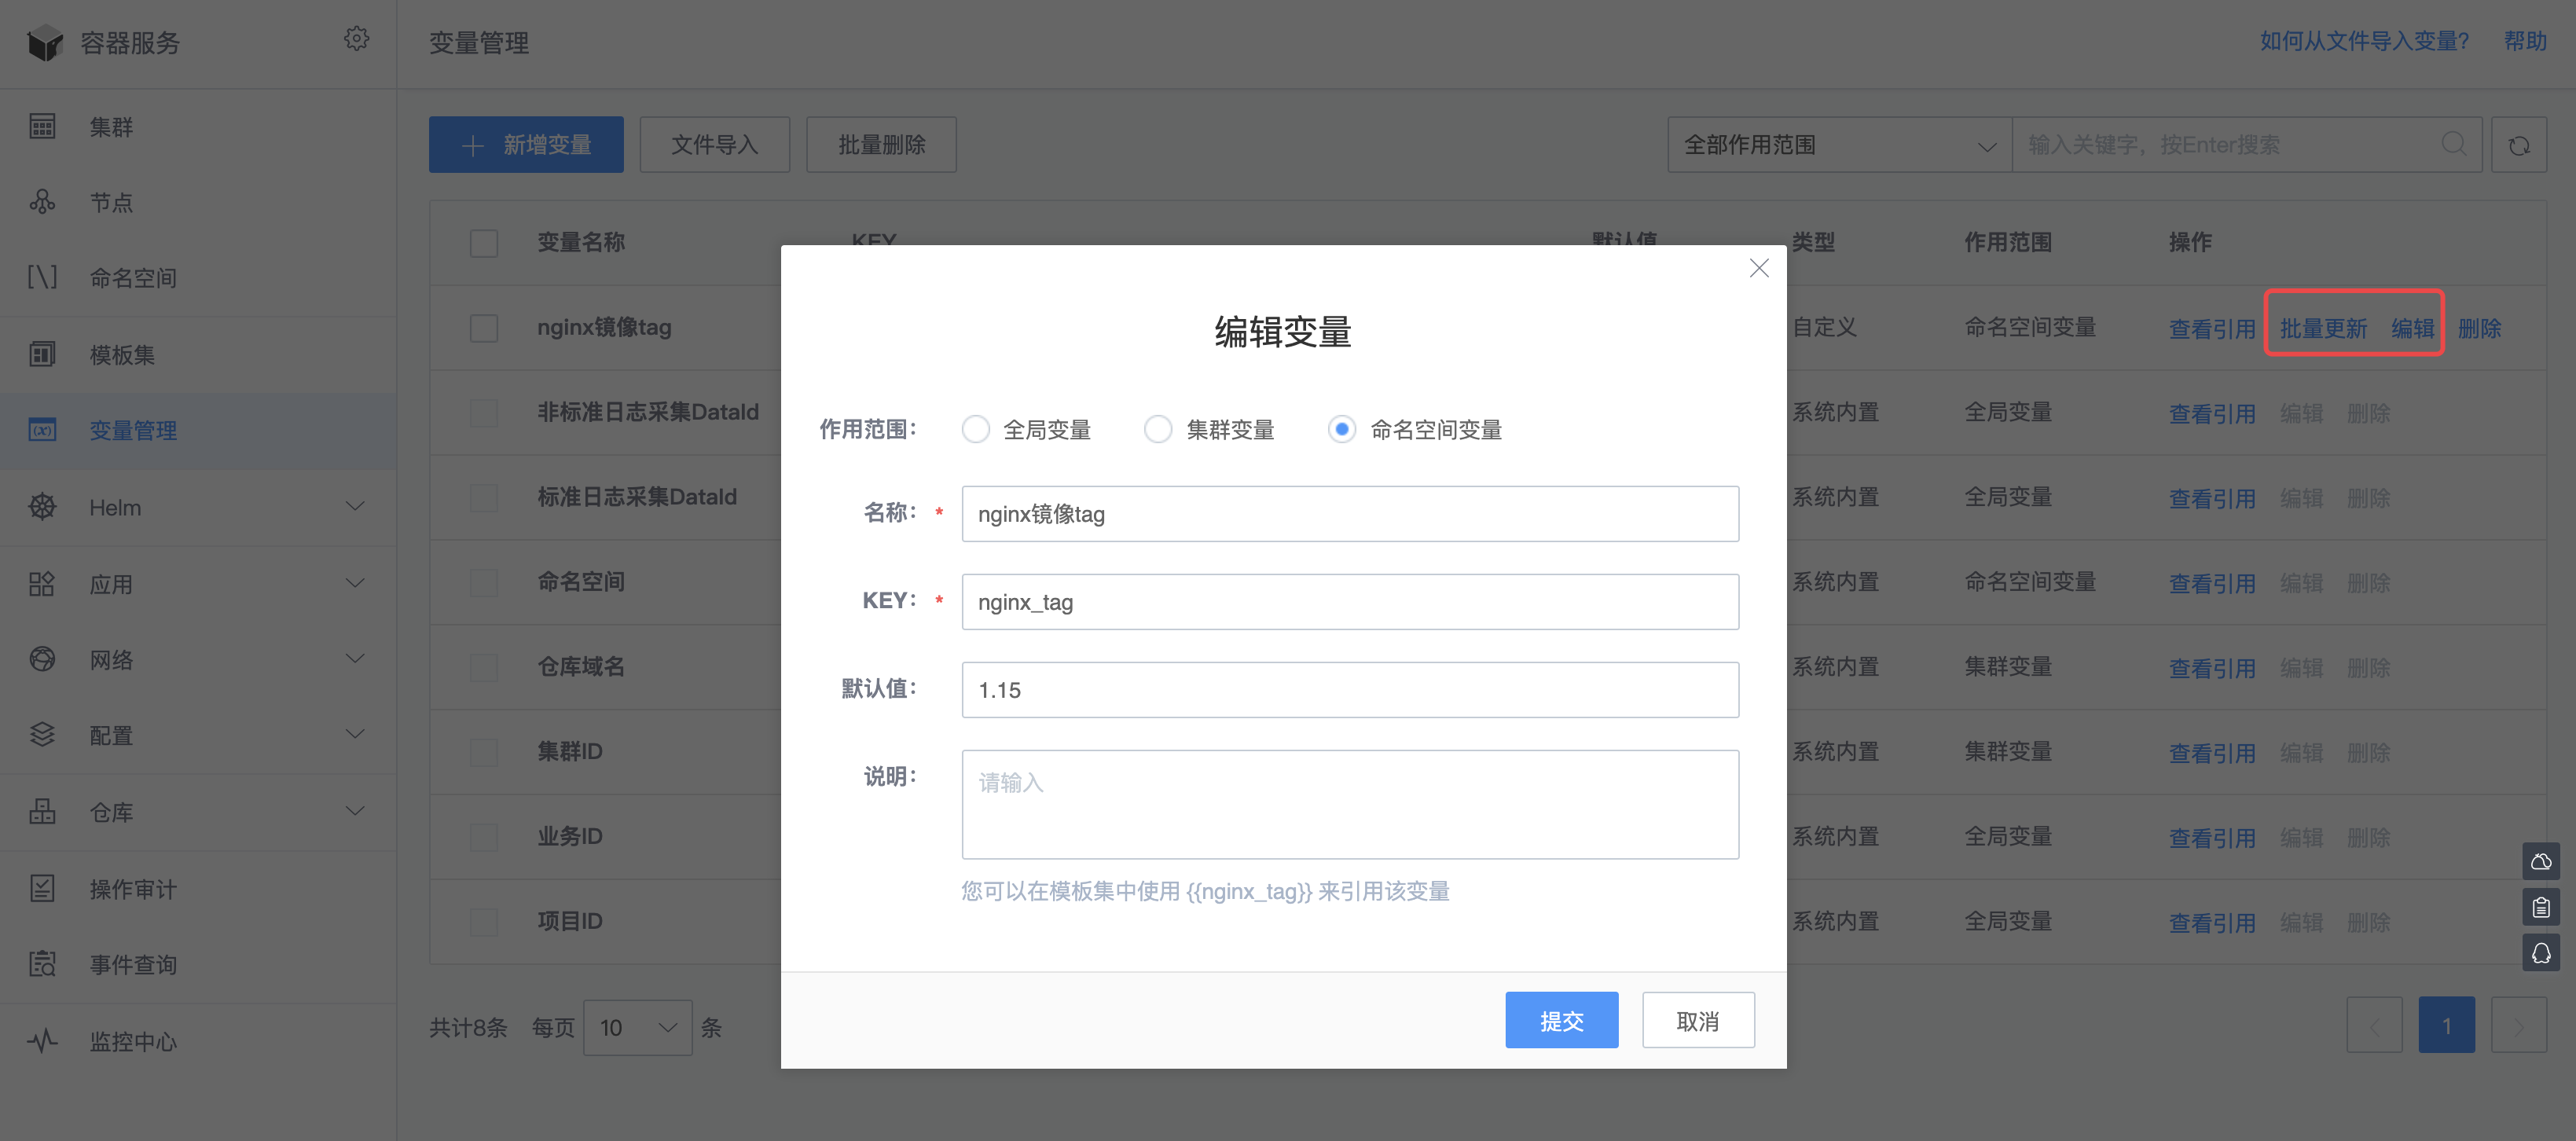 容器服务
变量管理
如何从文件导入变量?
帮助
集群
节点
命名空间
模板集
变量管理
Helm
应用
网络
配置
仓库
操作审计
事件查询
监控中心
新增变量
文件导入
批量删除
全部作用范围
输入关键字，按Enter搜索
变量名称 KEY 默认值 类型 作用范围 操作
nginx镜像tag 自定义 命名空间变量 查看引用 批量更新 编辑 删除
非标准日志采集DataId 系统内置 全局变量 查看引用 编辑 删除
标准日志采集DataId 系统内置 全局变量 查看引用 编辑 删除
命名空间 系统内置 命名空间变量 查看引用 编辑 删除
仓库域名 系统内置 集群变量 查看引用 编辑 删除
集群ID 系统内置 集群变量 查看引用 编辑 删除
业务ID 系统内置 全局变量 查看引用 编辑 删除
项目ID 系统内置 全局变量 查看引用 编辑 删除
共计8条 每页 10 条
1
编辑变量
作用范围： 全局变量 集群变量 命名空间变量
名称： * nginx镜像tag
KEY： * nginx_tag
默认值： 1.15
说明： 请输入
您可以在模板集中使用 {{nginx_tag}} 来引用该变量
提交 取消